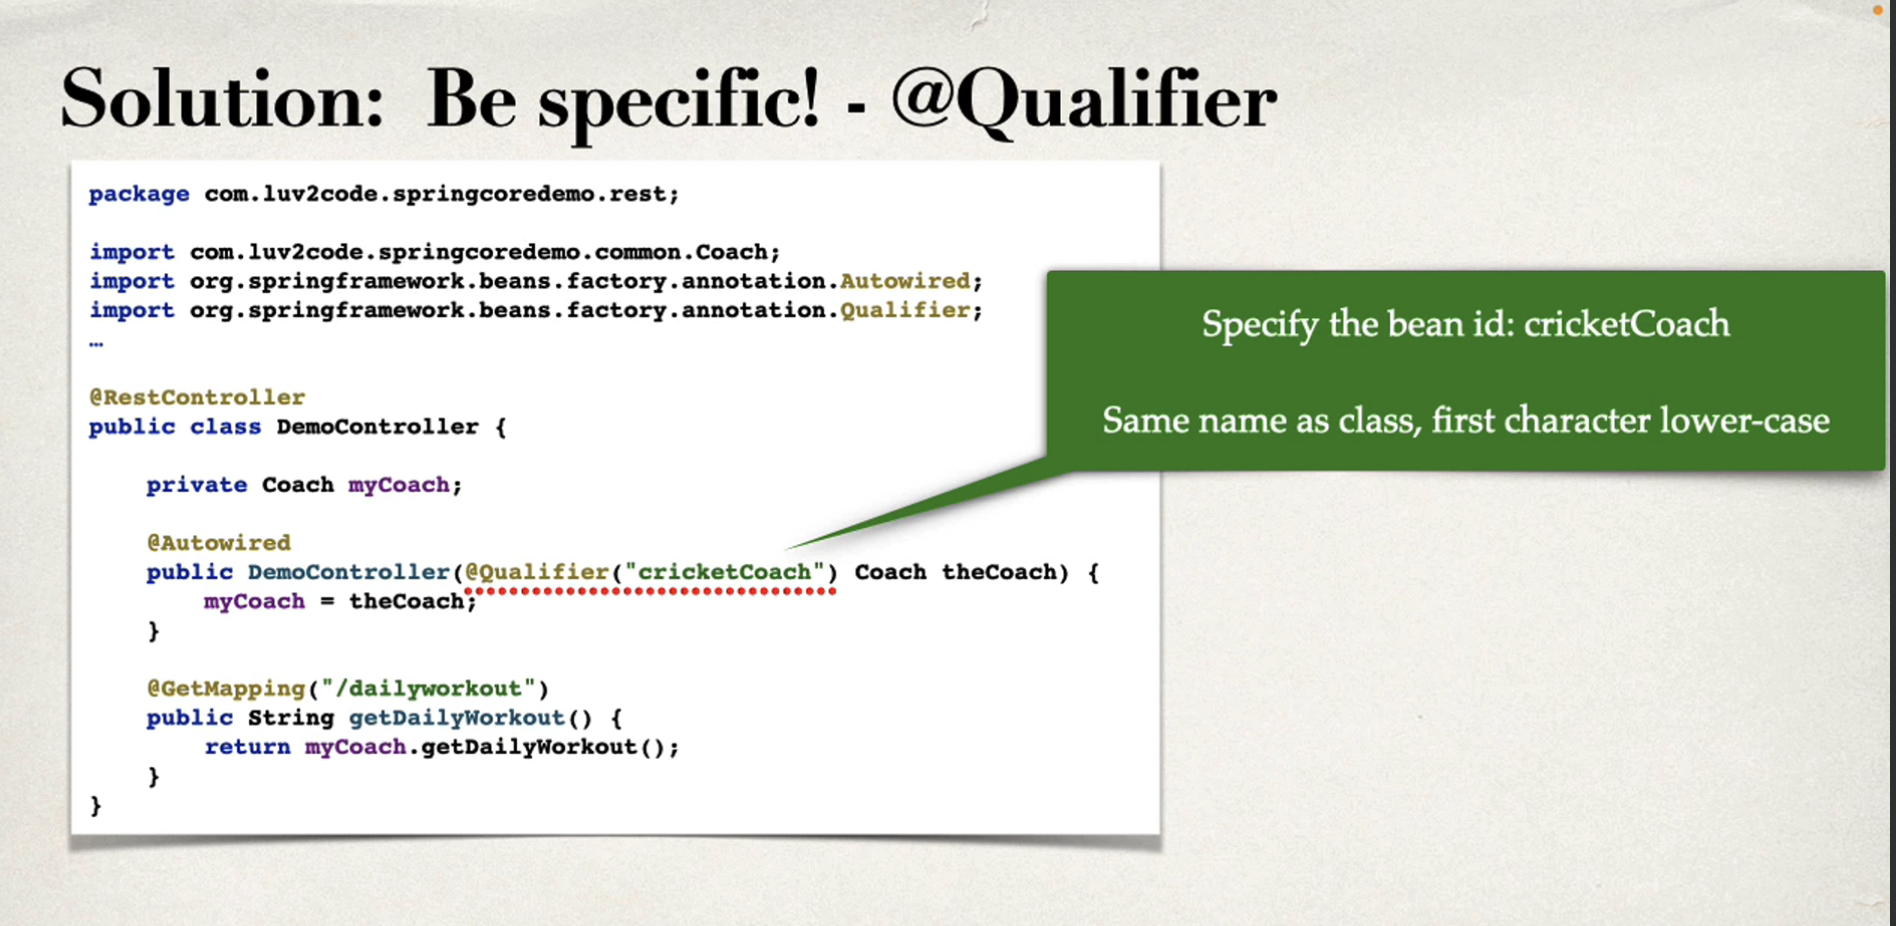 Solution: Be specific! - @Qualifier
package com.luv2code.springcoredemo.rest;
import com.luv2code.springcoredemo.common.Coach;
import org.springframework.beans.factory.annotation.Autowired;
import org.springframework.beans.factory.annotation.Qualifier;
…
@RestController
public class DemoController {
private Coach myCoach;
@Autowired
public DemoController(@Qualifier("cricketCoach") Coach theCoach) {
myCoach = theCoach;
}
@GetMapping("/dailyworkout")
public String getDailyWorkout() {
return myCoach.getDailyWorkout();
}
}
Specify the bean id: cricketCoach
Same name as class, first character lower-case